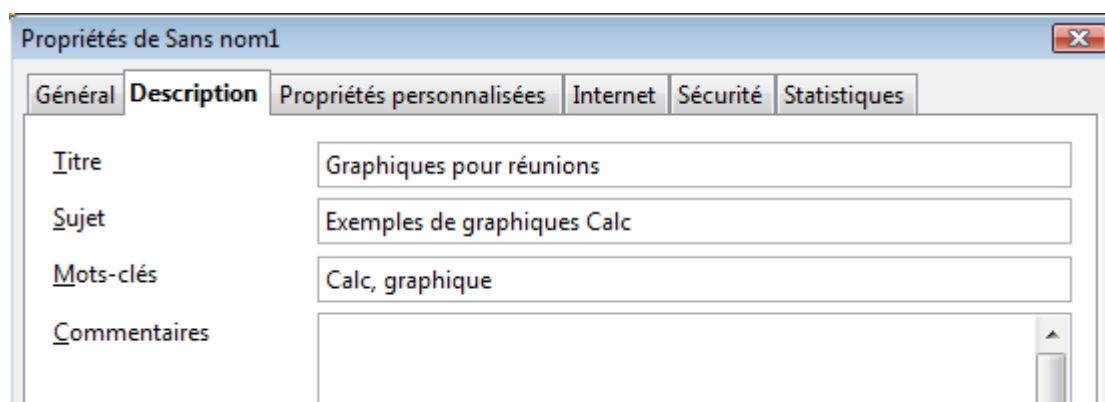 Propriétés de Sans nom1
Général Description Propriétés personnalisées Internet Sécurité Statistiques
Titre Graphiques pour réunions
Sujet Exemples de graphiques Calc
Mots-clés Calc, graphique
Commentaires